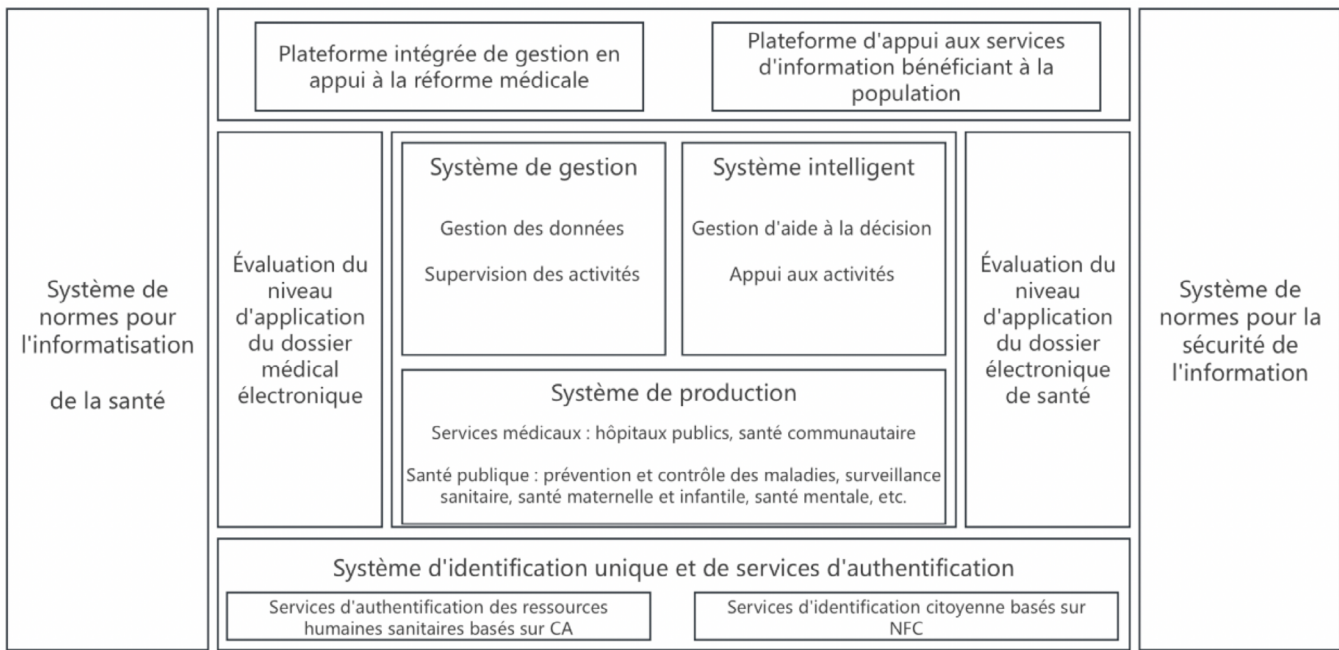 Plateforme intégrée de gestion en
appui à la réforme médicale
Plateforme d'appui aux services
d'information bénéficiant à la
population
Système de
normes pour
l'informatisation
de la santé
Évaluation du
niveau
d'application
du dossier
médical
électronique
Système de gestion
Gestion des données
Supervision des activités
Système intelligent
Gestion d'aide à la décision
Appui aux activités
Système de production
Services médicaux : hôpitaux publics, santé communautaire
Santé publique : prévention et contrôle des maladies, surveillance
sanitaire, santé maternelle et infantile, santé mentale, etc.
Évaluation du
niveau
d'application
du dossier
électronique
de santé
Système de
normes pour la
sécurité de
l'information
Système d'identification unique et de services d'authentification
Services d'authentification des ressources
humaines sanitaires basés sur CA
Services d'identification citoyenne basés sur
NFC